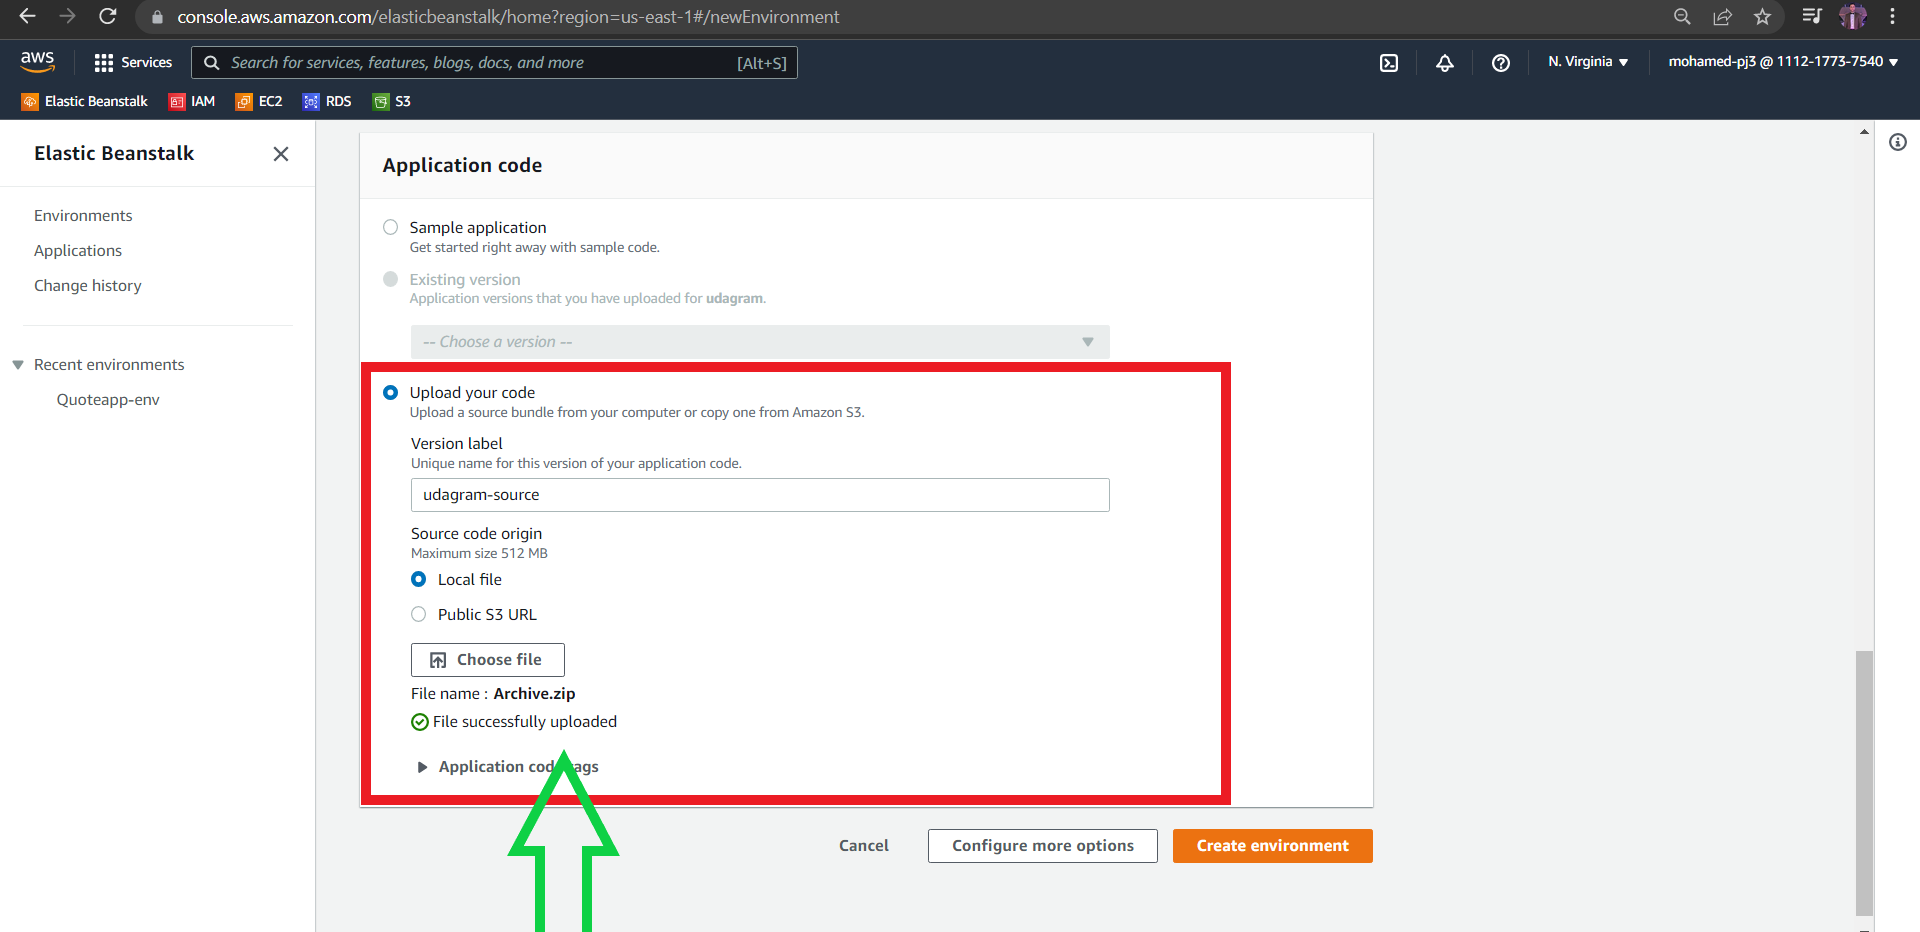 console.aws.amazon.com/elasticbeanstalk/home?region=us-east-1#/newEnvironment
aws
Services
Search for services, features, blogs, docs, and more
[Alt+S]
N. Virginia
mohamed-pj3 @ 1112-1773-7540
Elastic Beanstalk
IAM
EC2
RDS
S3
Elastic Beanstalk
Environments
Applications
Change history
Recent environments
Quoteapp-env
Application code
Sample application
Get started right away with sample code.
Existing version
Application versions that you have uploaded for udagram.
-- Choose a version --
Upload your code
Upload a source bundle from your computer or copy one from Amazon S3.
Version label
Unique name for this version of your application code.
udagram-source
Source code origin
Maximum size 512 MB
Local file
Public S3 URL
Choose file
File name : Archive.zip
File successfully uploaded
Application code tags
Cancel
Configure more options
Create environment